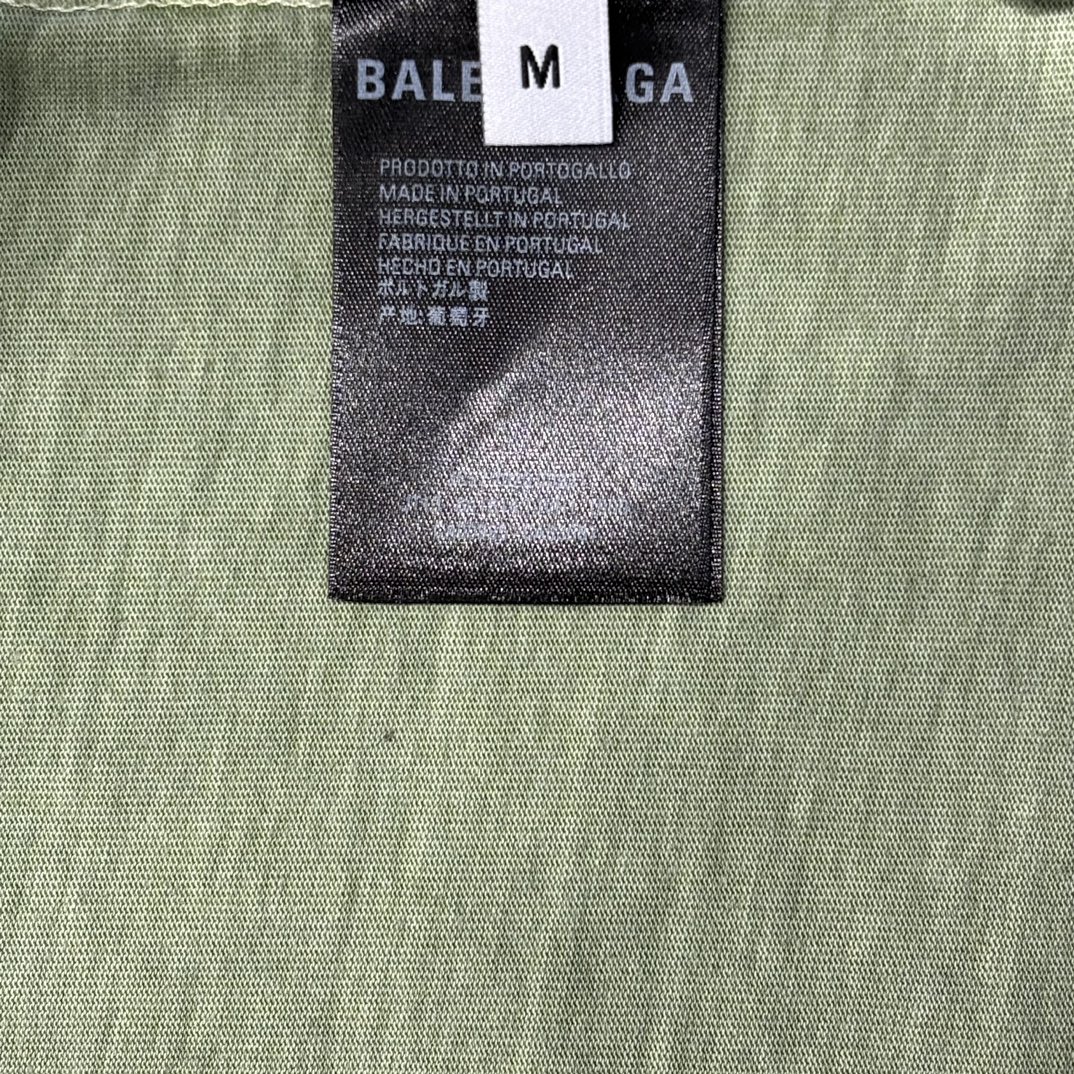 M
BALE GA
PRODOTTO IN PORTOGALLO
MADE IN PORTUGAL
HERGESTELLT IN PORTUGAL
FABRIQUE EN PORTUGAL
HECHO EN PORTUGAL
ポルトガル製
产地:葡萄牙